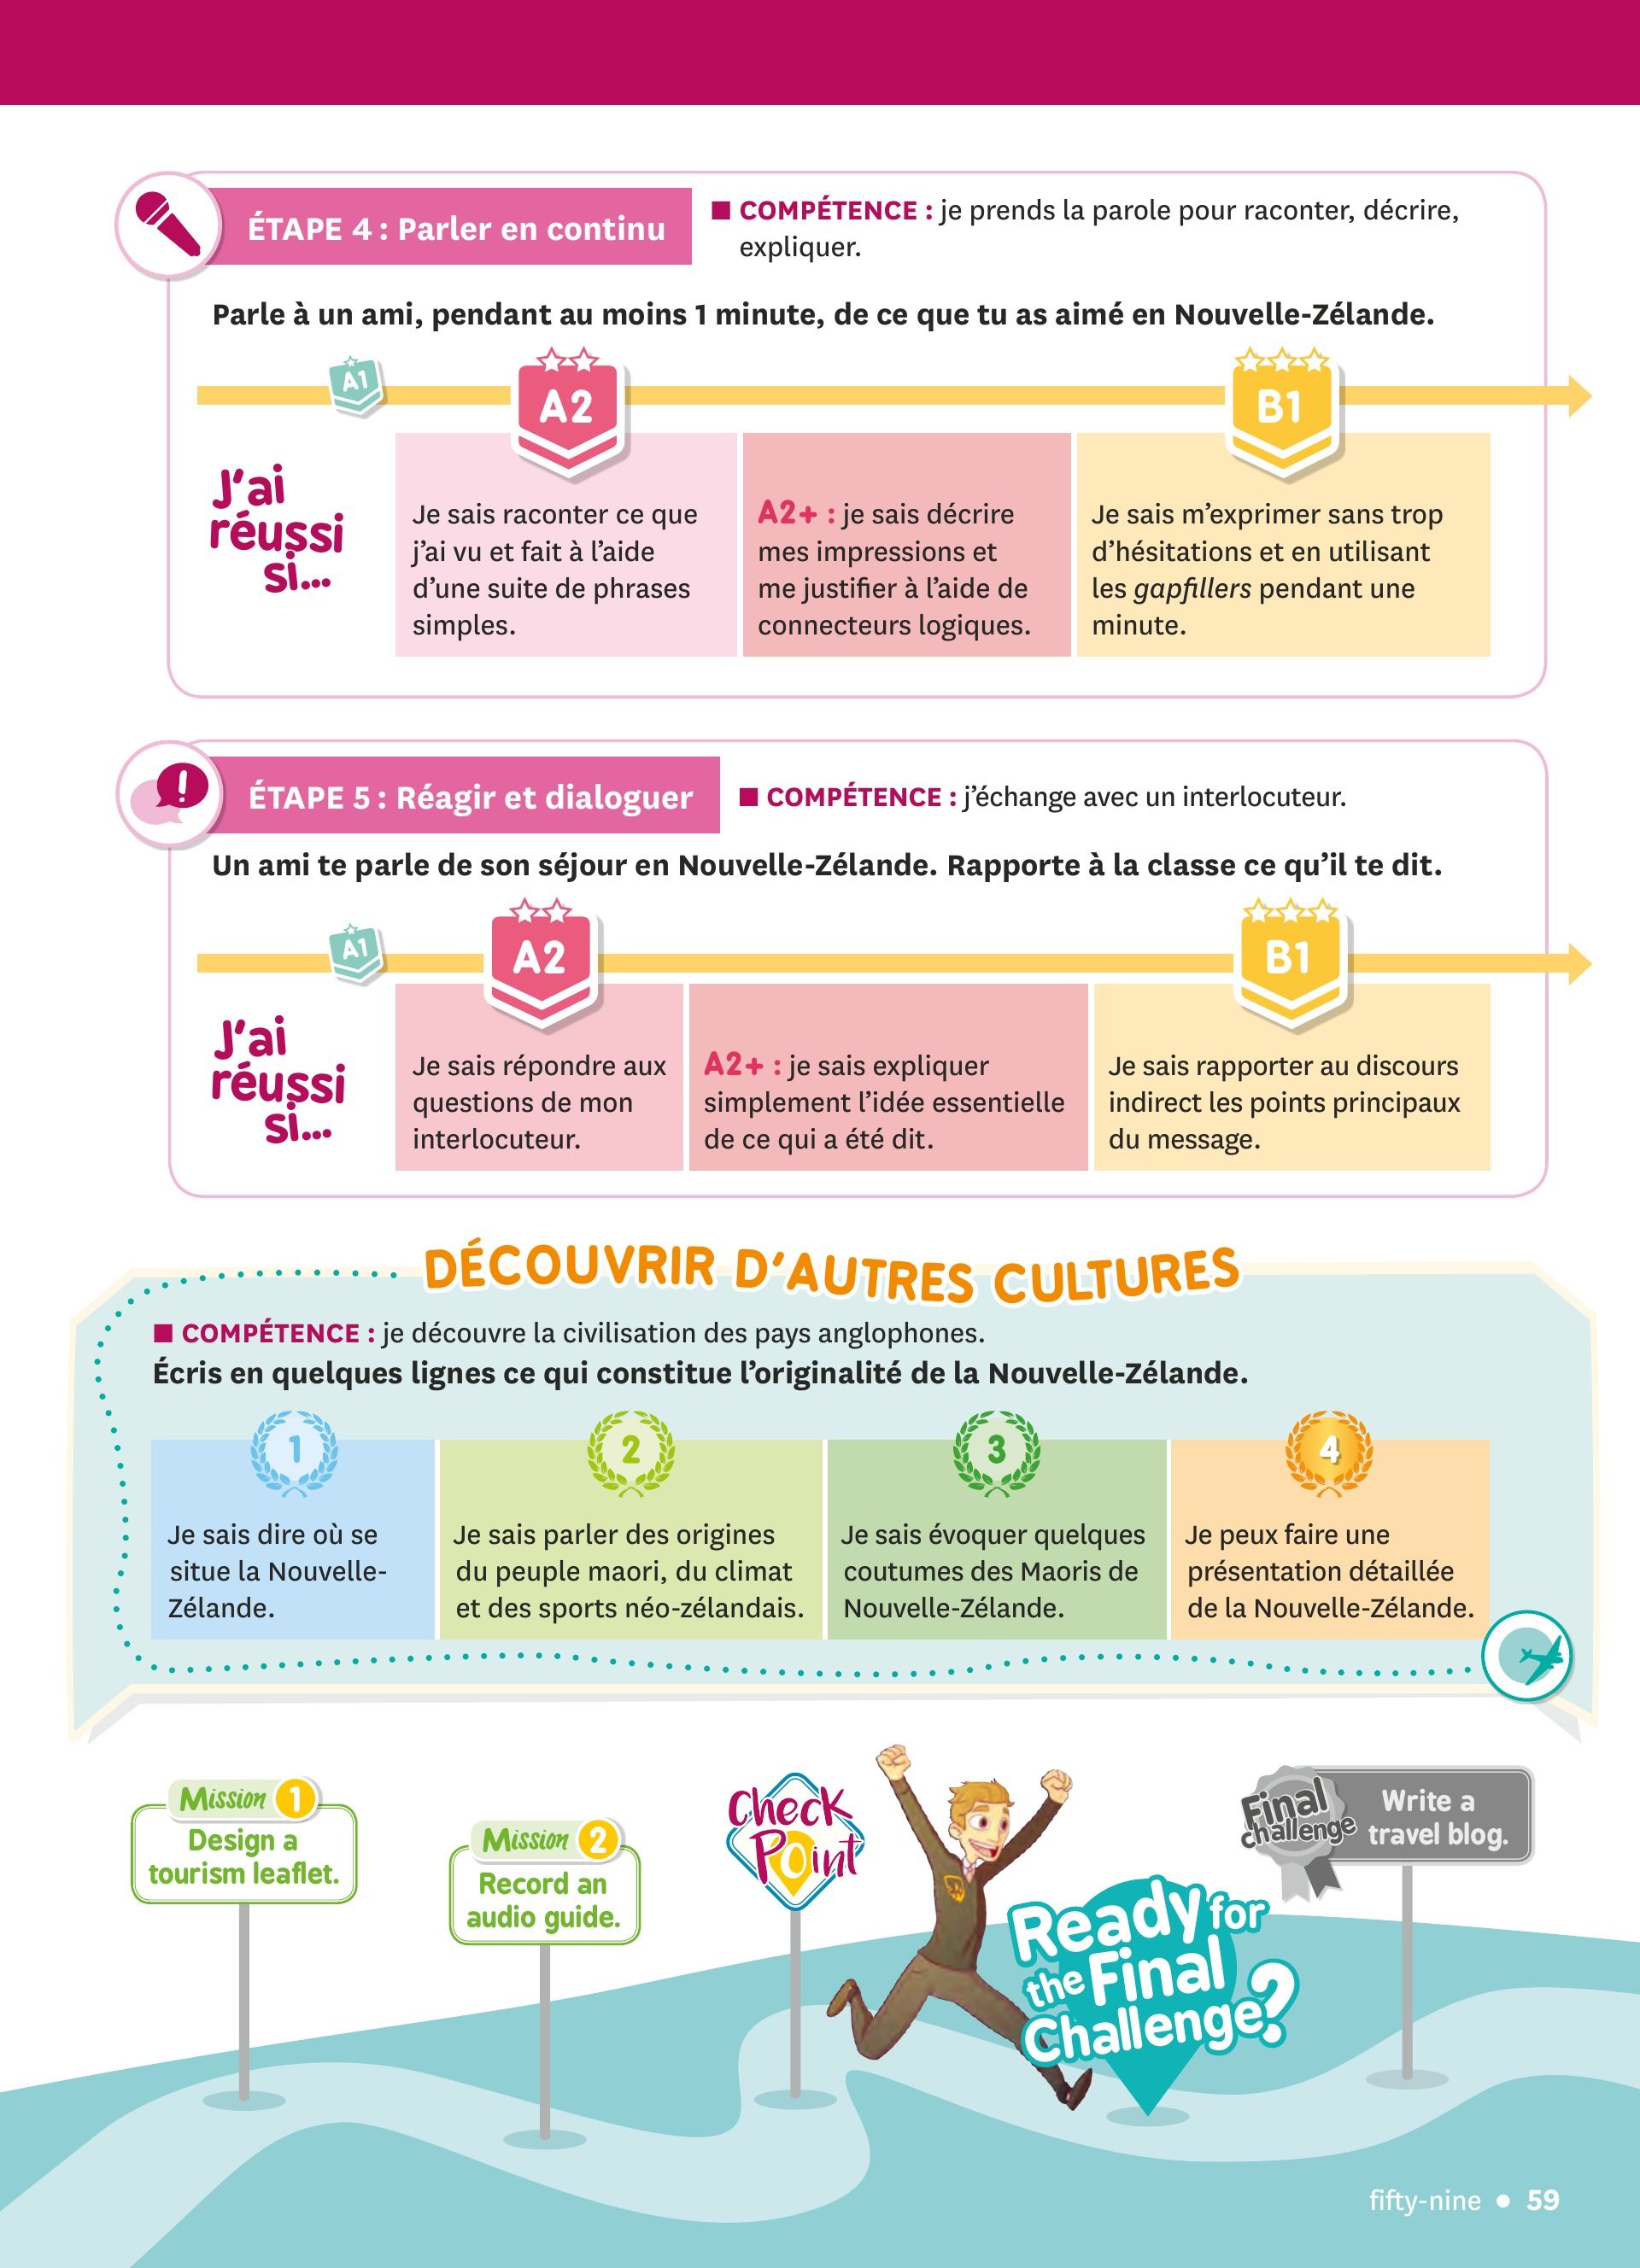 ÉTAPE 4 : Parler en continu
■ COMPÉTENCE : je prends la parole pour raconter, décrire,
expliquer.
Parle à un ami, pendant au moins 1 minute, de ce que tu as aimé en Nouvelle-Zélande.
A1
A2
B1
J'ai
réussi
si...
Je sais raconter ce que
j'ai vu et fait à l'aide
d'une suite de phrases
simples.
A2+ : je sais décrire
mes impressions et
me justifier à l'aide de
connecteurs logiques.
Je sais m'exprimer sans trop
d'hésitations et en utilisant
les gapfillers pendant une
minute.
ÉTAPE 5 : Réagir et dialoguer
■ COMPÉTENCE : j'échange avec un interlocuteur.
Un ami te parle de son séjour en Nouvelle-Zélande. Rapporte à la classe ce qu'il te dit.
A1
A2
B1
J'ai
réussi
si...
Je sais répondre aux
questions de mon
interlocuteur.
A2+ : je sais expliquer
simplement l'idée essentielle
de ce qui a été dit.
Je sais rapporter au discours
indirect les points principaux
du message.
DÉCOUVRIR D'AUTRES CULTURES
■ COMPÉTENCE : je découvre la civilisation des pays anglophones.
Écris en quelques lignes ce qui constitue l'originalité de la Nouvelle-Zélande.
1
Je sais dire où se
situe la Nouvelle-
Zélande.
2
Je sais parler des origines
du peuple maori, du climat
et des sports néo-zélandais.
3
Je sais évoquer quelques
coutumes des Maoris de
Nouvelle-Zélande.
4
Je peux faire une
présentation détaillée
de la Nouvelle-Zélande.
Mission 1
Design a
tourism leaflet.
Mission 2
Record an
audio guide.
Check
Point
Ready for
the Final
Challenge?
Final
challenge
Write a
travel blog.
fifty-nine • 59